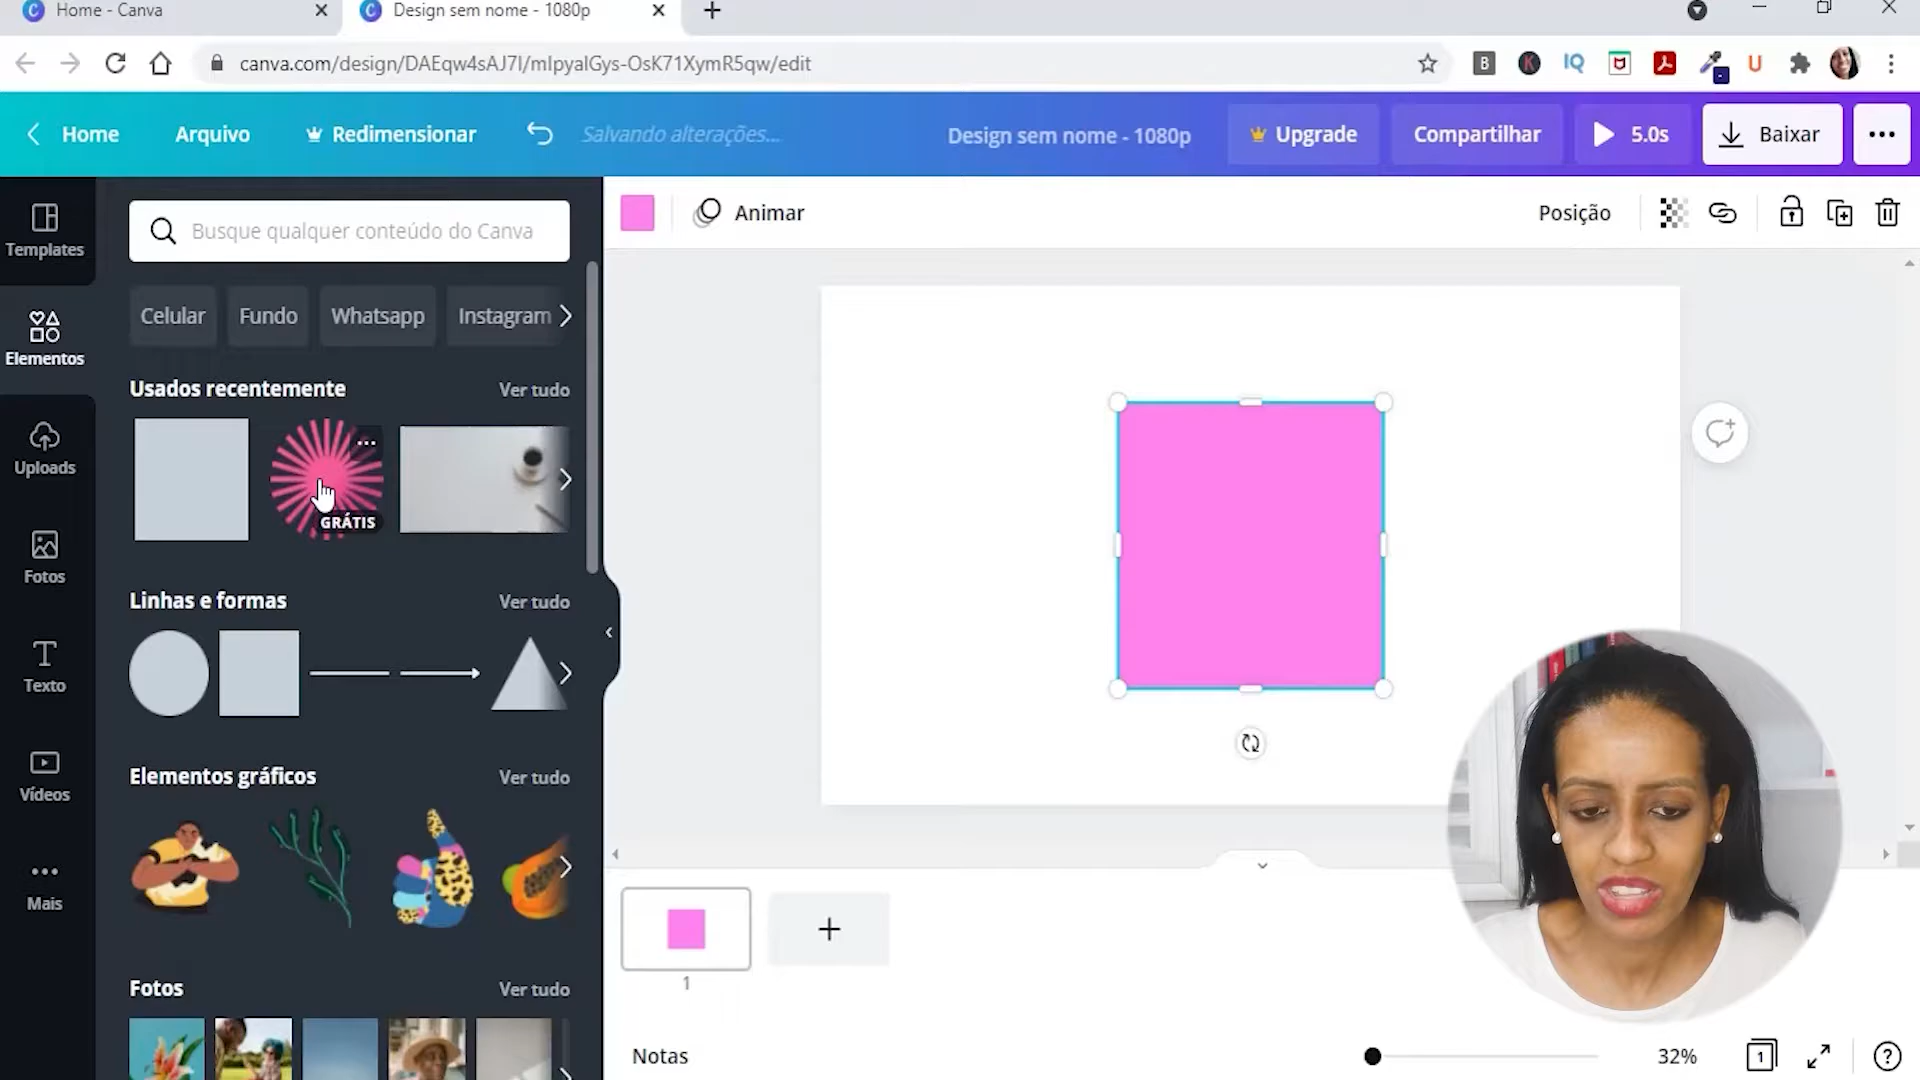 Home - Canva
Design sem nome - 1080p
canva.com/design/DAEqw4sAJ7I/mIpyalGys-OsK71XymR5qw/edit
B
K
IQ
U
Home
Arquivo
Redimensionar
Salvando alterações...
Design sem nome - 1080p
Upgrade
Compartilhar
5.0s
Baixar
Templates
Elementos
Uploads
Fotos
Texto
Vídeos
Mais
Busque qualquer conteúdo do Canva
Celular
Fundo
Whatsapp
Instagram
Usados recentemente
Ver tudo
GRÁTIS
Linhas e formas
Ver tudo
Elementos gráficos
Ver tudo
Fotos
Ver tudo
Animar
Posição
1
Notas
32%
1